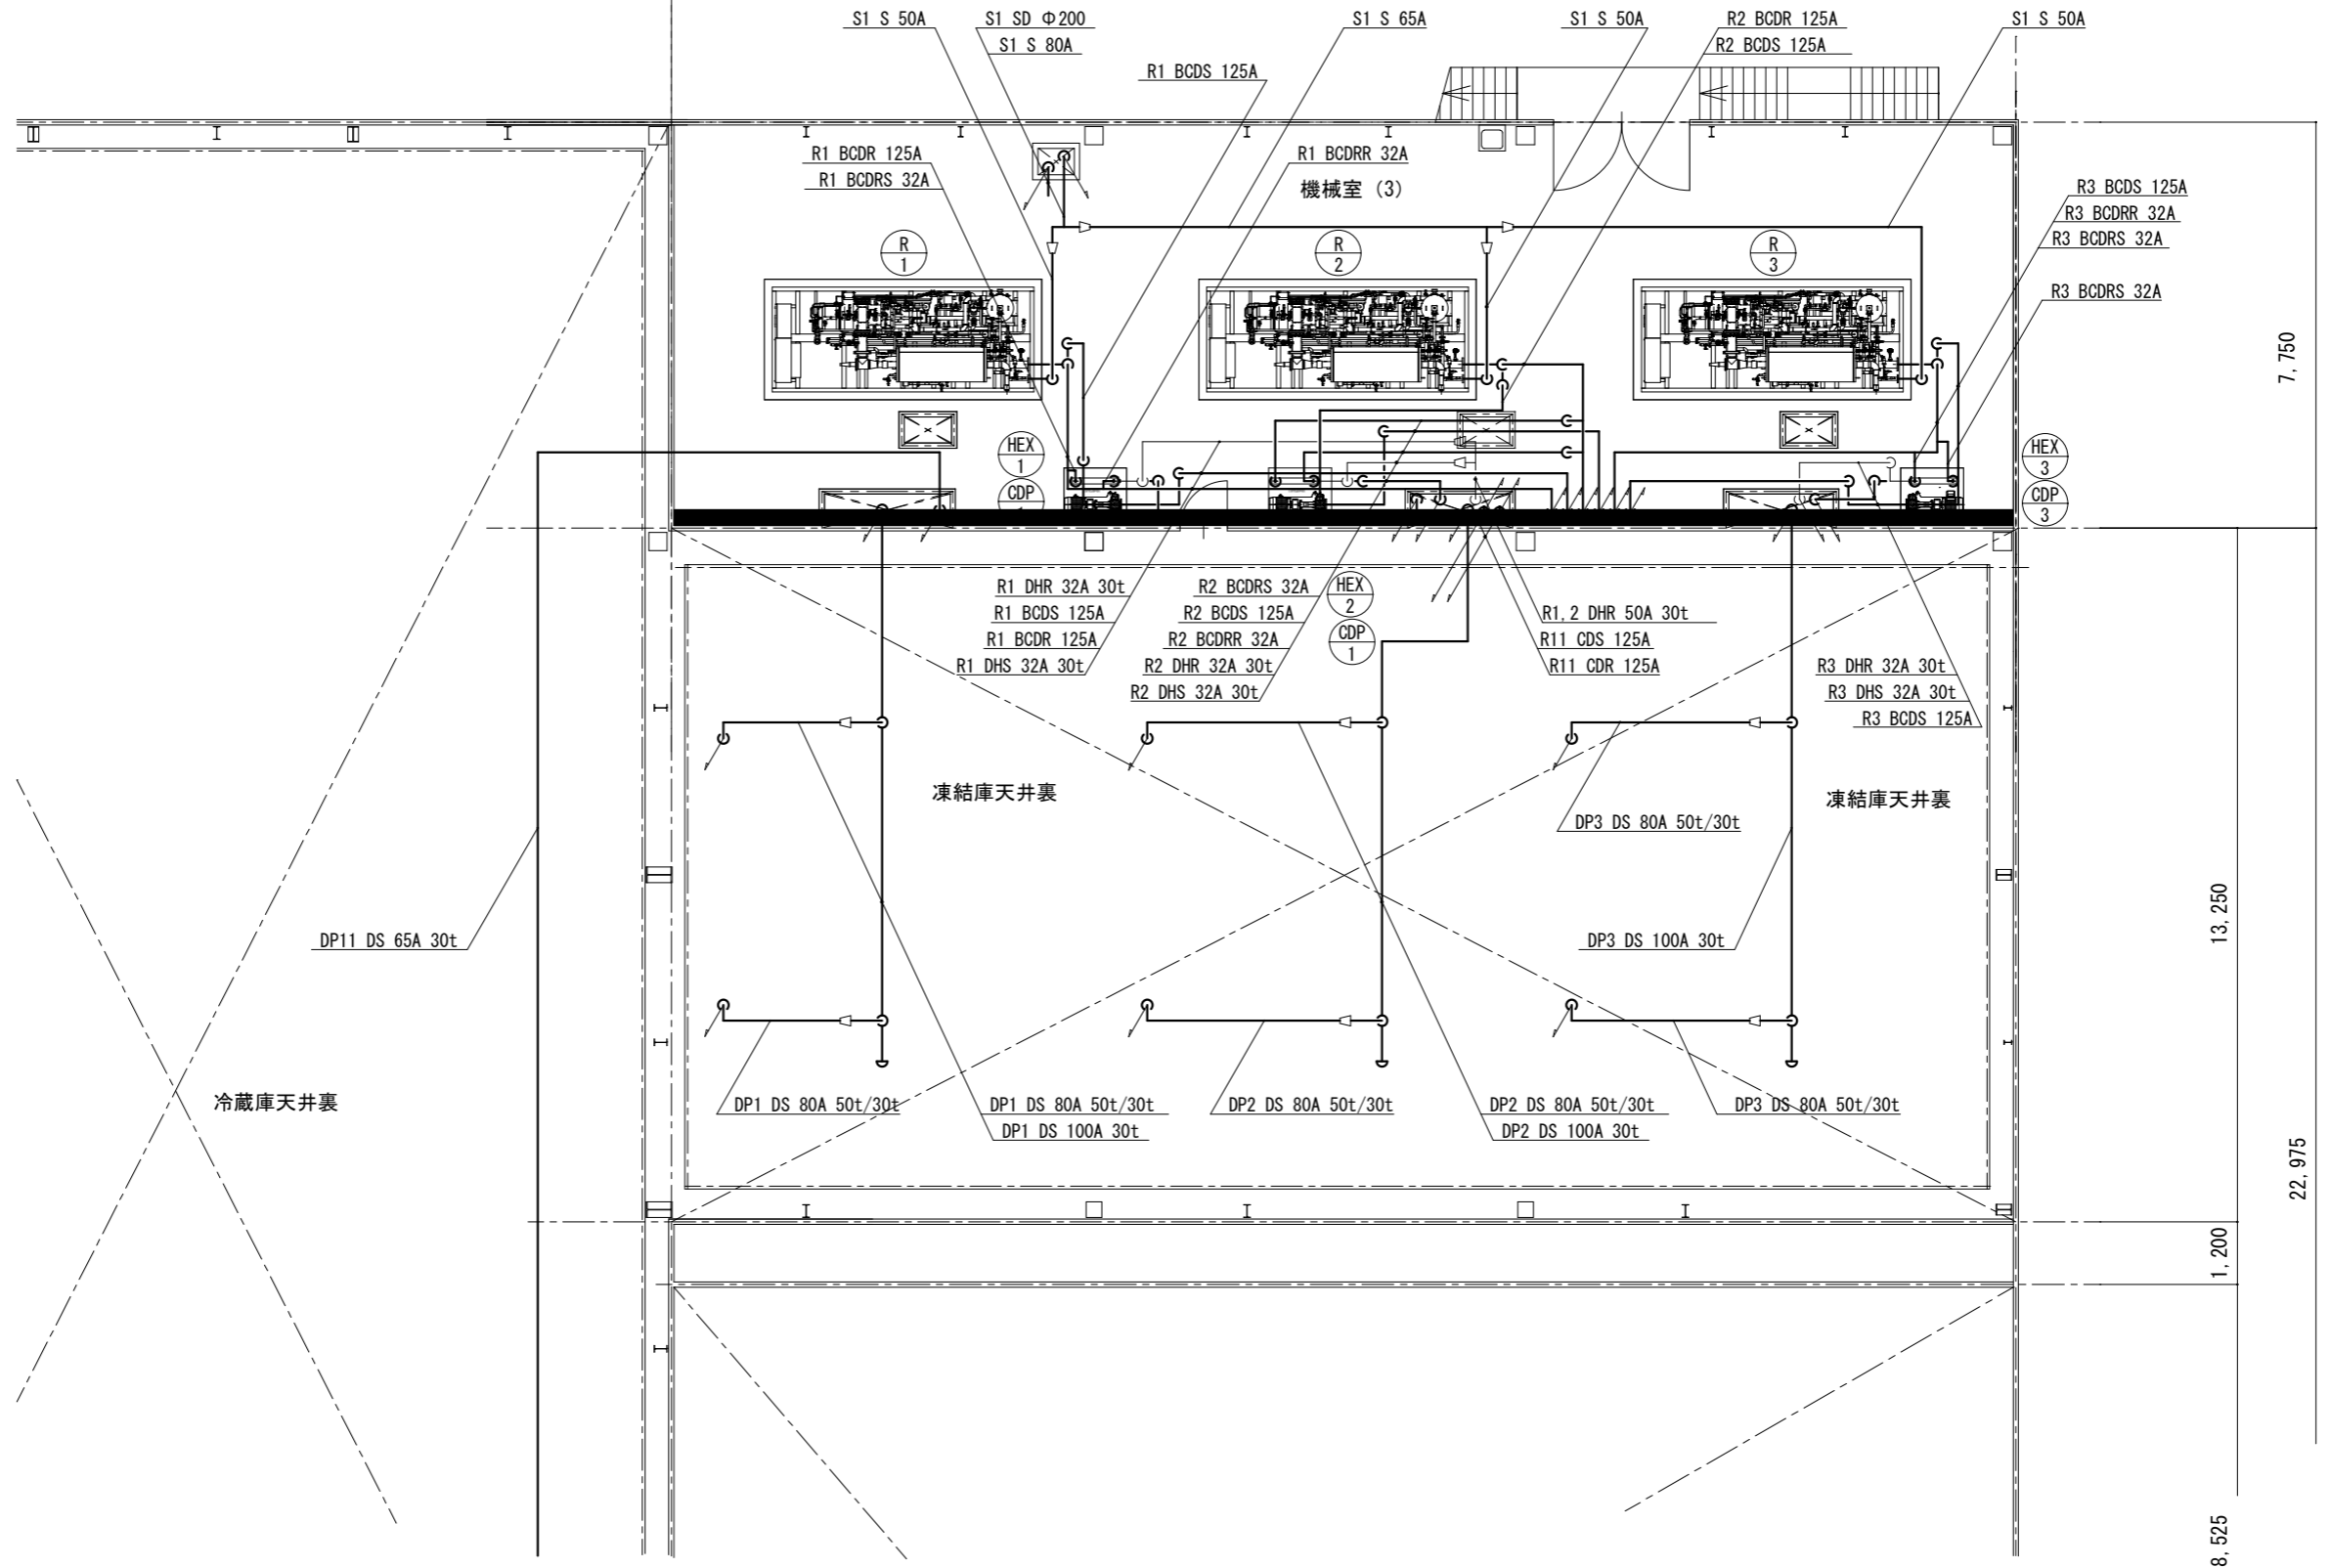 S1 S 50A
S1 SD Φ200
S1 S 80A
S1 S 65A
S1 S 50A
R2 BCDR 125A
R2 BCDS 125A
S1 S 50A
R1 BCDS 125A
R1 BCDR 125A
R1 BCDRS 32A
R1 BCDRR 32A
機械室 (3)
R3 BCDS 125A
R3 BCDRR 32A
R3 BCDRS 32A
R3 BCDRS 32A
R
1
R
2
R
3
7,750
HEX
1
CDP
HEX
3
CDP
3
R1 DHR 32A 30t
R1 BCDS 125A
R1 BCDR 125A
R1 DHS 32A 30t
R2 BCDRS 32A
R2 BCDS 125A
R2 BCDRR 32A
R2 DHR 32A 30t
R2 DHS 32A 30t
HEX
2
CDP
1
R1,2 DHR 50A 30t
R11 CDS 125A
R11 CDR 125A
R3 DHR 32A 30t
R3 DHS 32A 30t
R3 BCDS 125A
凍結庫天井裏
凍結庫天井裏
DP3 DS 80A 50t/30t
DP11 DS 65A 30t
DP3 DS 100A 30t
13,250
冷蔵庫天井裏
DP1 DS 80A 50t/30t
DP1 DS 80A 50t/30t
DP1 DS 100A 30t
DP2 DS 80A 50t/30t
DP2 DS 80A 50t/30t
DP2 DS 100A 30t
DP3 DS 80A 50t/30t
22,975
1,200
8,525